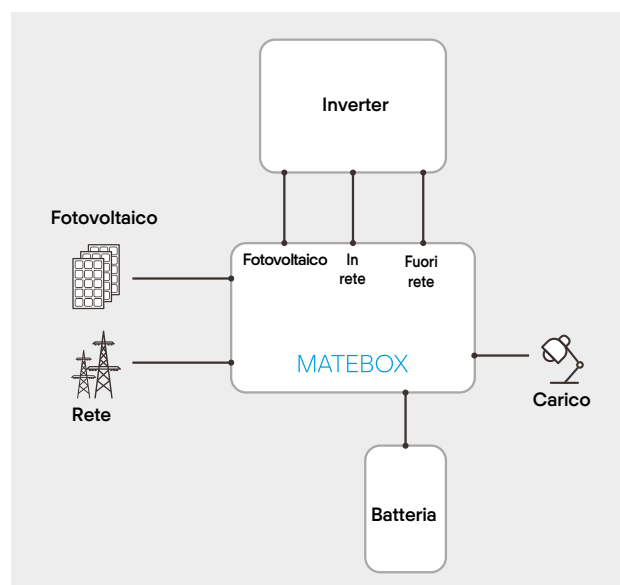 Inverter
Fotovoltaico
Fotovoltaico
In
rete
Fuori
rete
MATEBOX
Rete
Carico
Batteria